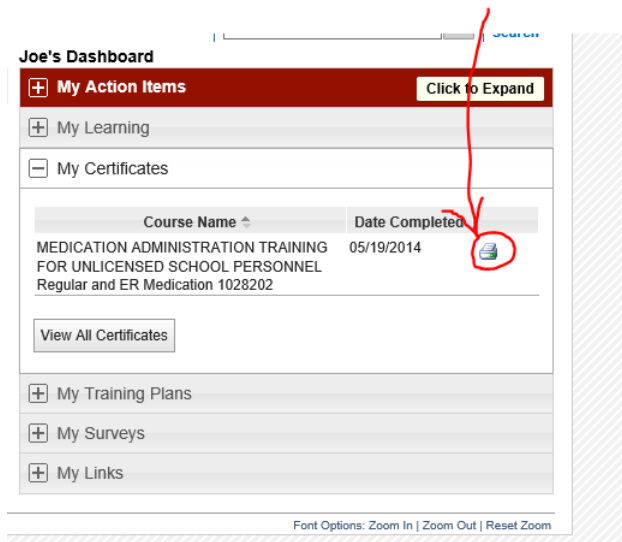 Search
Joe's Dashboard
My Action Items Click to Expand
My Learning
My Certificates
Course Name Date Completed
MEDICATION ADMINISTRATION TRAINING 05/19/2014
FOR UNLICENSED SCHOOL PERSONNEL
Regular and ER Medication 1028202
View All Certificates
My Training Plans
My Surveys
My Links
Font Options: Zoom In | Zoom Out | Reset Zoom